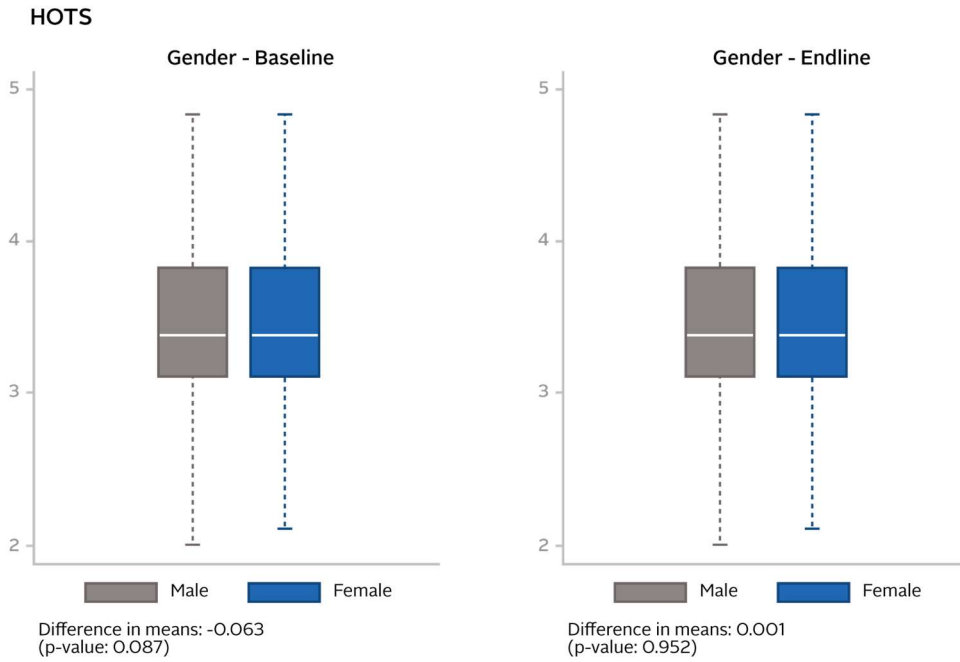 HOTS
Gender - Baseline
5
4
3
2
Male
Female
Difference in means: -0.063
(p-value: 0.087)
Gender - Endline
5
4
3
2
Male
Female
Difference in means: 0.001
(p-value: 0.952)